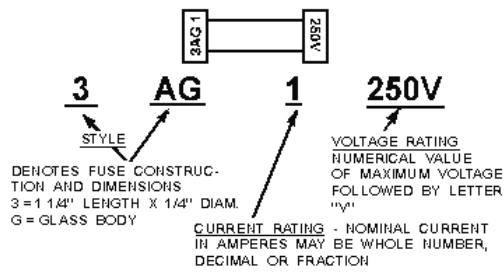 3AG 1
250V
3 AG 1 250V
STYLE
DENOTES FUSE CONSTRUC-
TION AND DIMENSIONS
3 = 1 1/4" LENGTH X 1/4" DIAM.
G = GLASS BODY
VOLTAGE RATING
NUMERICAL VALUE
OF MAXIMUM VOLTAGE
FOLLOWED BY LETTER
"V"
CURRENT RATING - NOMINAL CURRENT
IN AMPERES MAY BE WHOLE NUMBER,
DECIMAL OR FRACTION